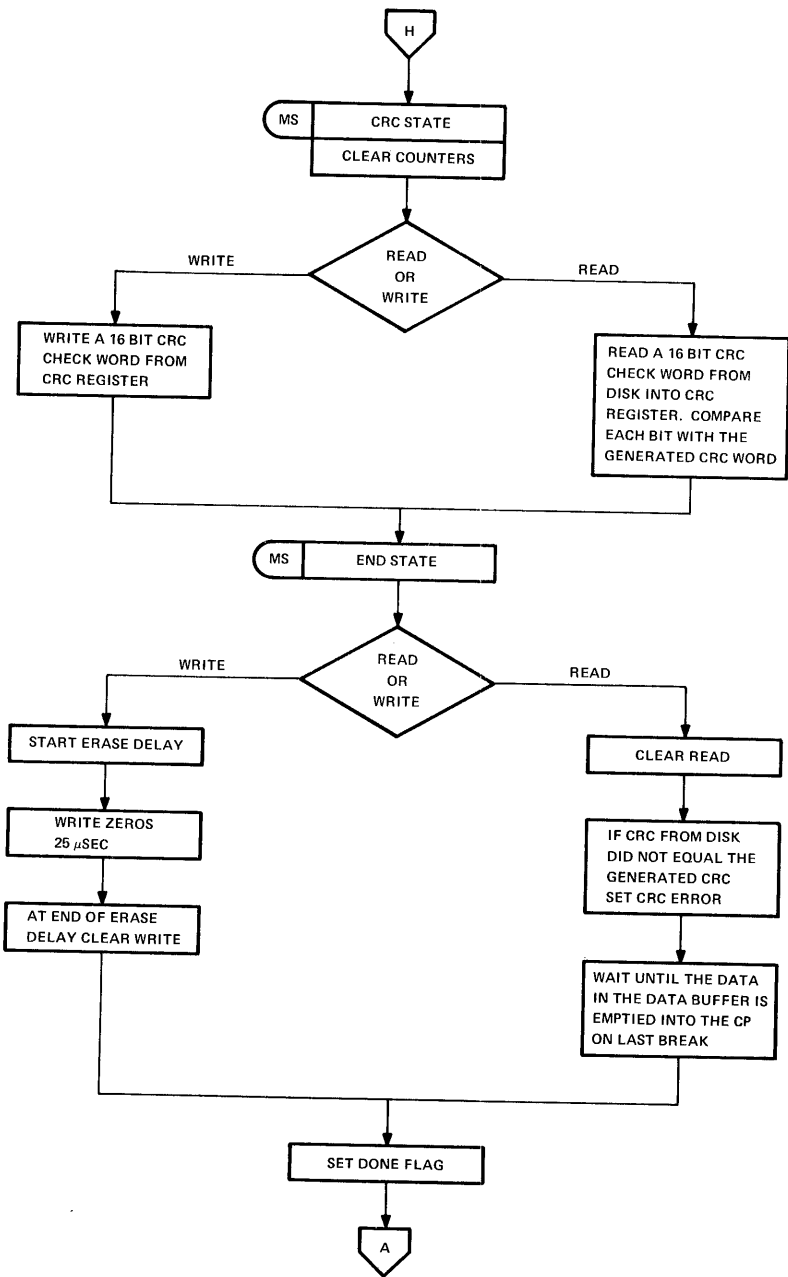 H
MS
CRC STATE
CLEAR COUNTERS
READ
OR
WRITE
WRITE
READ
WRITE A 16 BIT CRC
CHECK WORD FROM
CRC REGISTER
READ A 16 BIT CRC
CHECK WORD FROM
DISK INTO CRC
REGISTER. COMPARE
EACH BIT WITH THE
GENERATED CRC WORD
MS
END STATE
READ
OR
WRITE
WRITE
READ
START ERASE DELAY
WRITE ZEROS
25 μSEC
AT END OF ERASE
DELAY CLEAR WRITE
CLEAR READ
IF CRC FROM DISK
DID NOT EQUAL THE
GENERATED CRC
SET CRC ERROR
WAIT UNTIL THE DATA
IN THE DATA BUFFER IS
EMPTIED INTO THE CP
ON LAST BREAK
SET DONE FLAG
A